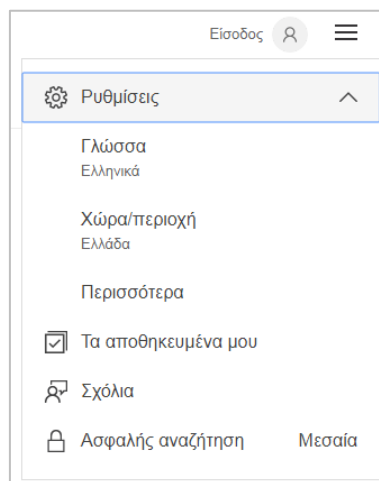 Είσοδος
Ρυθμίσεις
Γλώσσα
Ελληνικά
Χώρα/περιοχή
Ελλάδα
Περισσότερα
Τα αποθηκευμένα μου
Σχόλια
Ασφαλής αναζήτηση Μεσαία